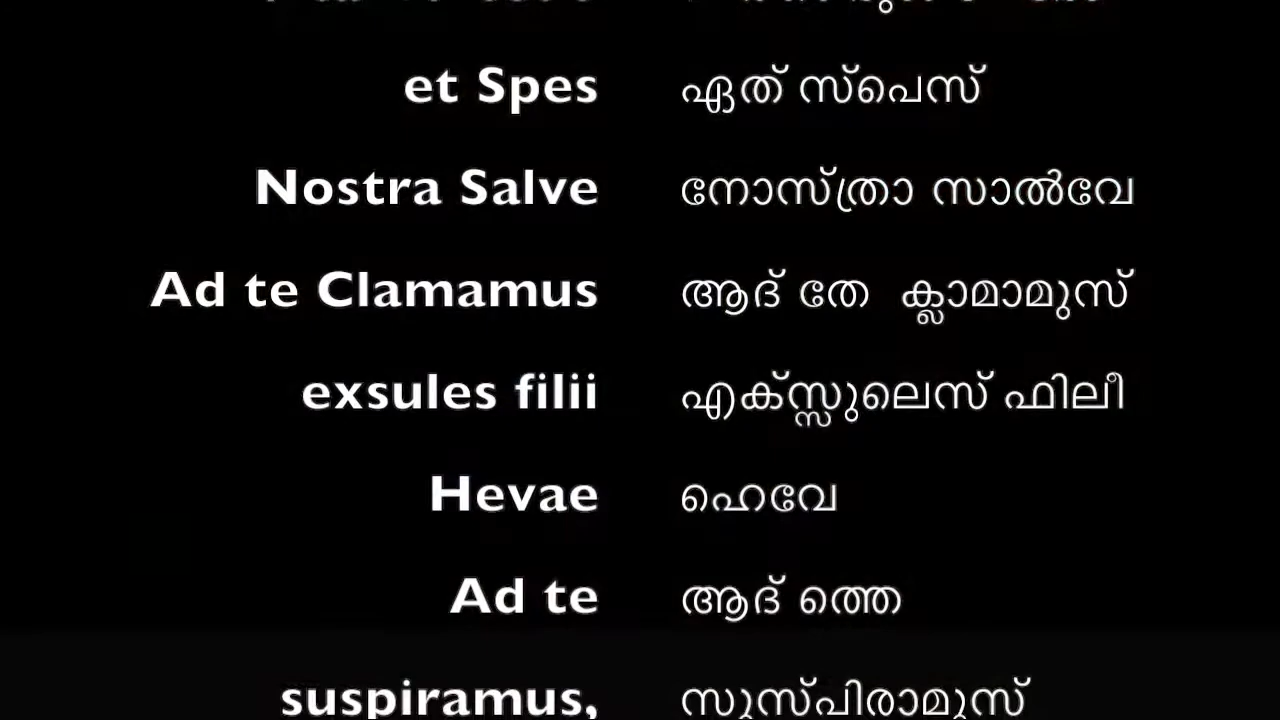 et Spes ഏത് സ്പെസ്
Nostra Salve നോസ്ത്രാ സാൽവേ
Ad te Clamamus ആദ് തേ ക്ലാമാമുസ്
exsules filii എക്സ്സുലെസ് ഫിലീ
Hevae ഹെവേ
Ad te ആദ് ത്തെ
suspiramus, സുസ്പിരാമുസ്